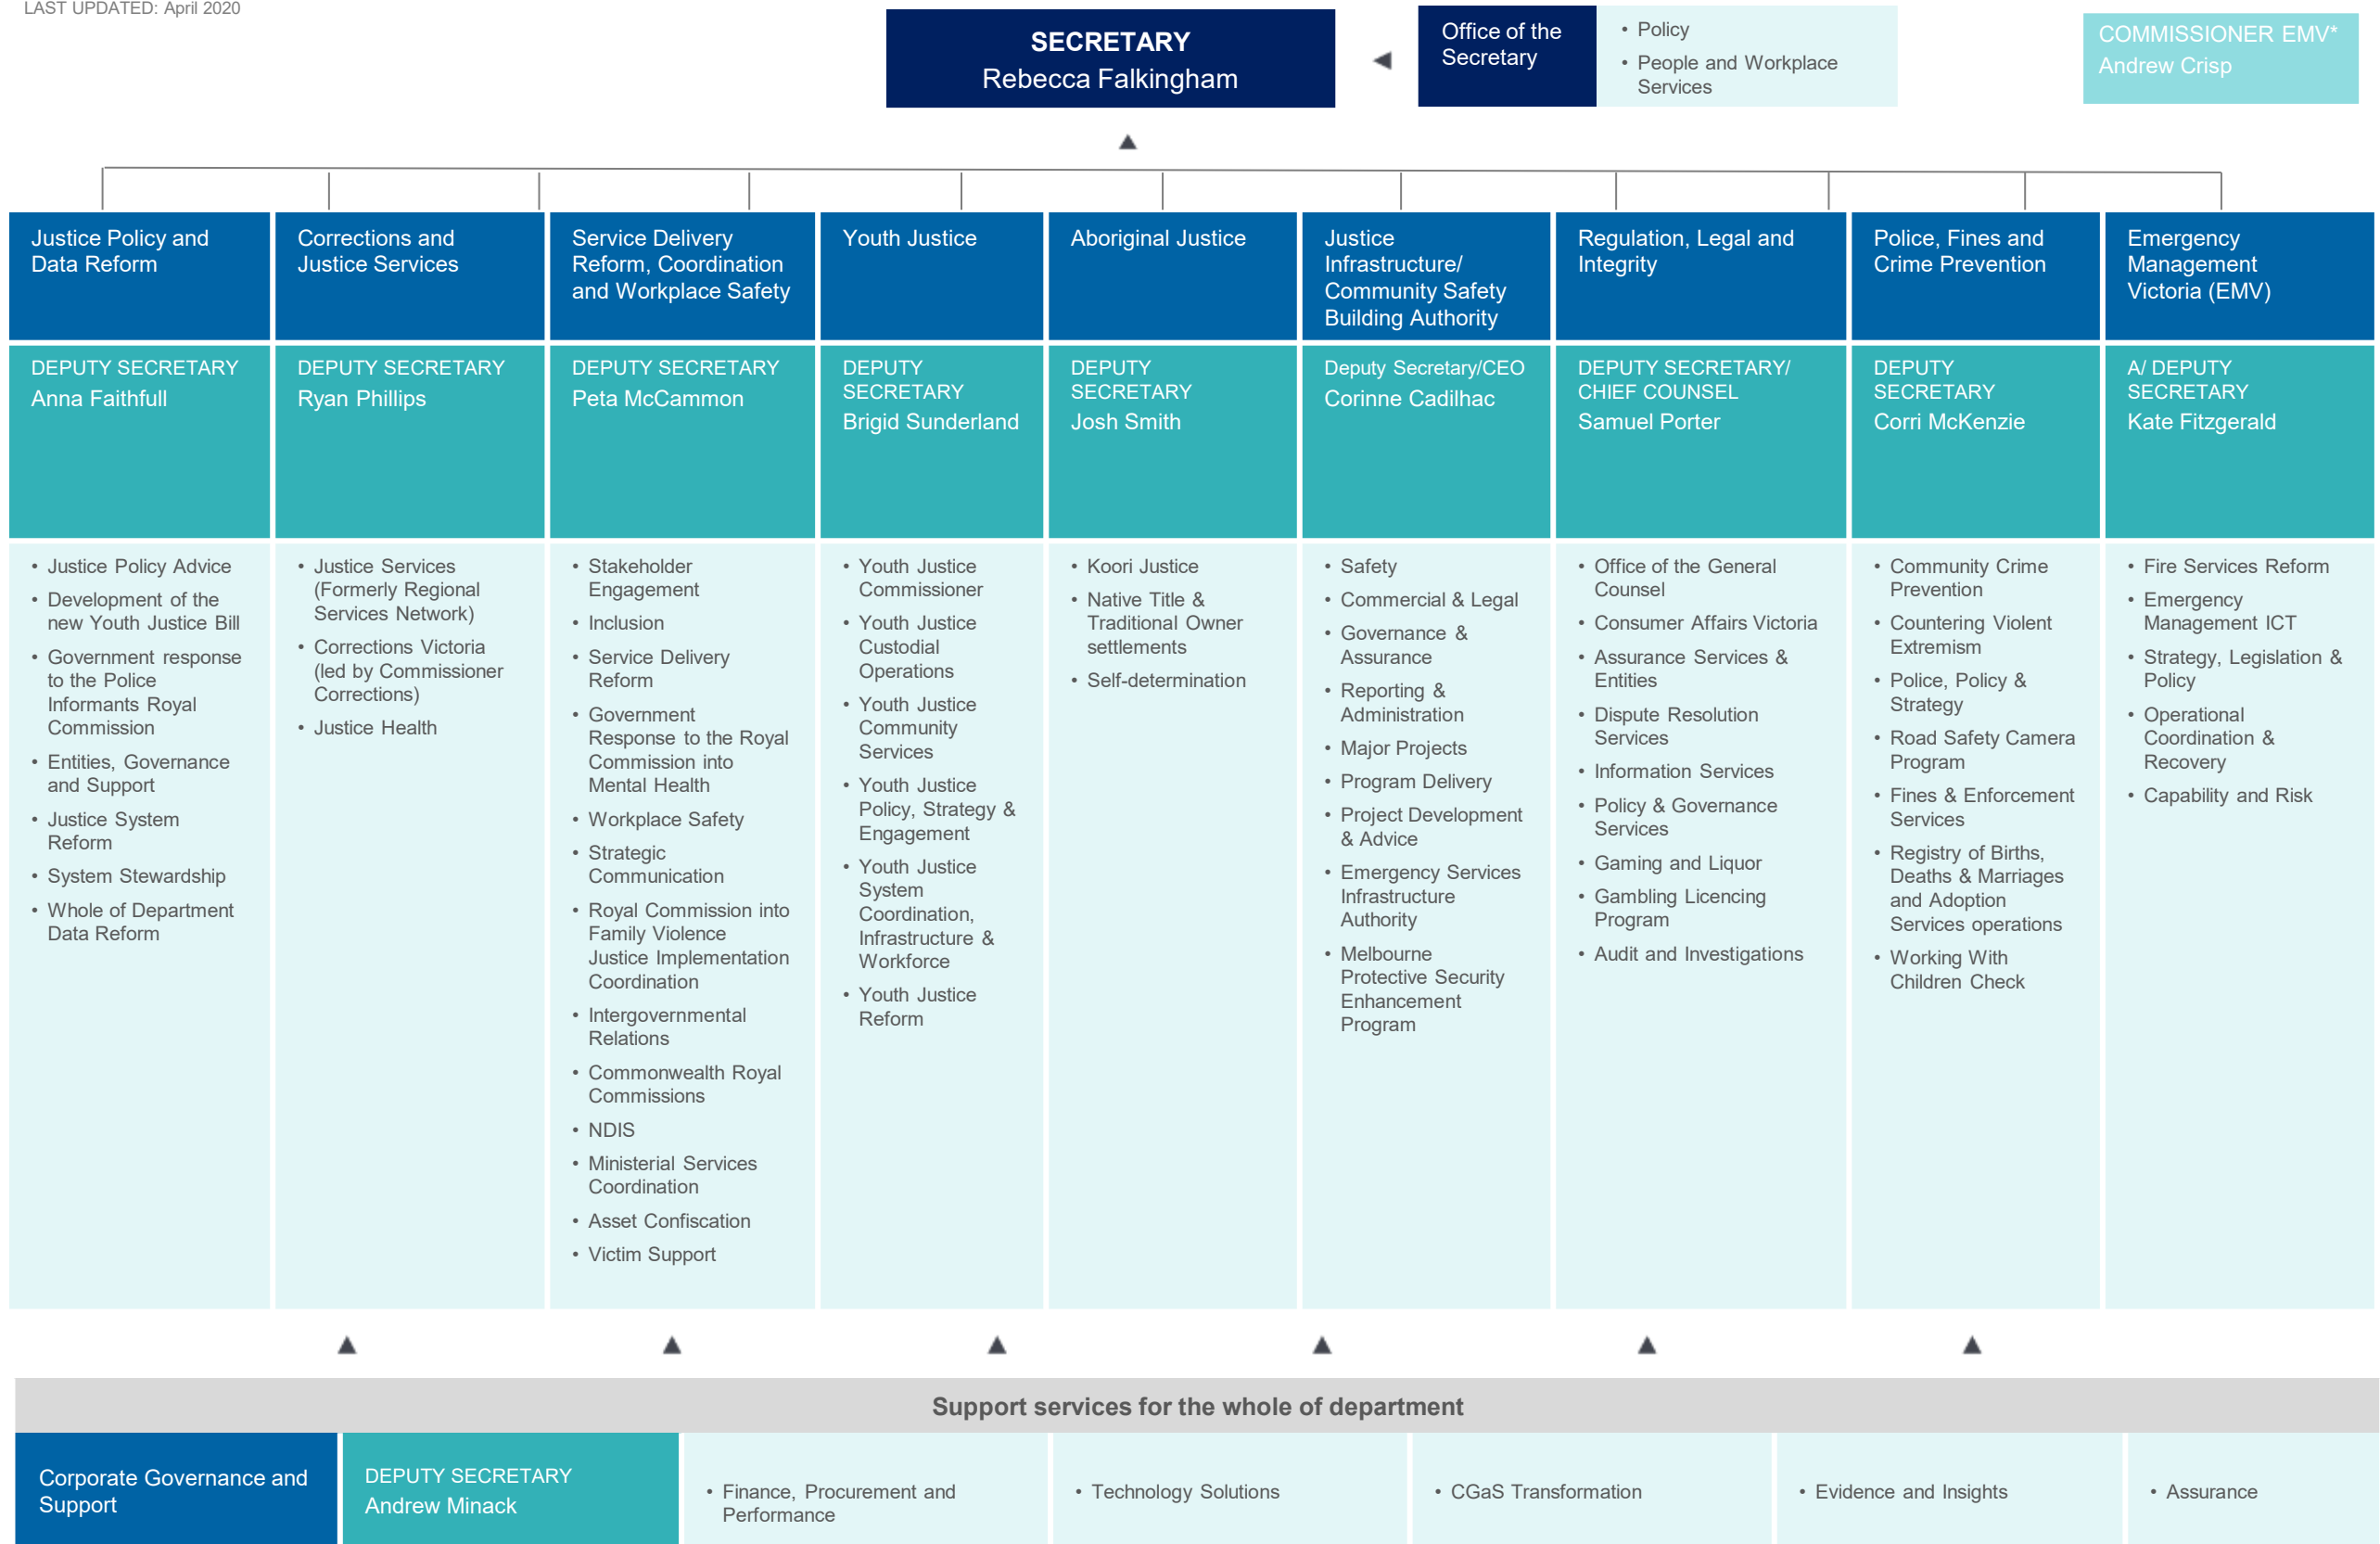 LAST UPDATED: April 2020
SECRETARY
Rebecca Falkingham
Office of the
Secretary
• Policy
• People and Workplace
Services
COMMISSIONER EMV*
Andrew Crisp
Justice Policy and
Data Reform
DEPUTY SECRETARY
Anna Faithfull
• Justice Policy Advice
• Development of the
new Youth Justice Bill
• Government response
to the Police
Informants Royal
Commission
• Entities, Governance
and Support
• Justice System
Reform
• System Stewardship
• Whole of Department
Data Reform
Corrections and
Justice Services
DEPUTY SECRETARY
Ryan Phillips
• Justice Services
(Formerly Regional
Services Network)
• Corrections Victoria
(led by Commissioner
Corrections)
• Justice Health
Service Delivery
Reform, Coordination
and Workplace Safety
DEPUTY SECRETARY
Peta McCammon
• Stakeholder
Engagement
• Inclusion
• Service Delivery
Reform
• Government
Response to the Royal
Commission into
Mental Health
• Workplace Safety
• Strategic
Communication
• Royal Commission into
Family Violence
Justice Implementation
Coordination
• Intergovernmental
Relations
• Commonwealth Royal
Commissions
• NDIS
• Ministerial Services
Coordination
• Asset Confiscation
• Victim Support
Youth Justice
DEPUTY
SECRETARY
Brigid Sunderland
• Youth Justice
Commissioner
• Youth Justice
Custodial
Operations
• Youth Justice
Community
Services
• Youth Justice
Policy, Strategy &
Engagement
• Youth Justice
System
Coordination,
Infrastructure &
Workforce
• Youth Justice
Reform
Aboriginal Justice
DEPUTY
SECRETARY
Josh Smith
• Koori Justice
• Native Title &
Traditional Owner
settlements
• Self-determination
Justice
Infrastructure/
Community Safety
Building Authority
Deputy Secretary/CEO
Corinne Cadilhac
• Safety
• Commercial & Legal
• Governance &
Assurance
• Reporting &
Administration
• Major Projects
• Program Delivery
• Project Development
& Advice
• Emergency Services
Infrastructure
Authority
• Melbourne
Protective Security
Enhancement
Program
Regulation, Legal and
Integrity
DEPUTY SECRETARY/
CHIEF COUNSEL
Samuel Porter
• Office of the General
Counsel
• Consumer Affairs Victoria
• Assurance Services &
Entities
• Dispute Resolution
Services
• Information Services
• Policy & Governance
Services
• Gaming and Liquor
• Gambling Licencing
Program
• Audit and Investigations
Police, Fines and
Crime Prevention
DEPUTY
SECRETARY
Corri McKenzie
• Community Crime
Prevention
• Countering Violent
Extremism
• Police, Policy &
Strategy
• Road Safety Camera
Program
• Fines & Enforcement
Services
• Registry of Births,
Deaths & Marriages
and Adoption
Services operations
• Working With
Children Check
Emergency
Management
Victoria (EMV)
A/ DEPUTY
SECRETARY
Kate Fitzgerald
• Fire Services Reform
• Emergency
Management ICT
• Strategy, Legislation &
Policy
• Operational
Coordination &
Recovery
• Capability and Risk
Support services for the whole of department
Corporate Governance and
Support
DEPUTY SECRETARY
Andrew Minack
• Finance, Procurement and
Performance
• Technology Solutions
• CGaS Transformation
• Evidence and Insights
• Assurance